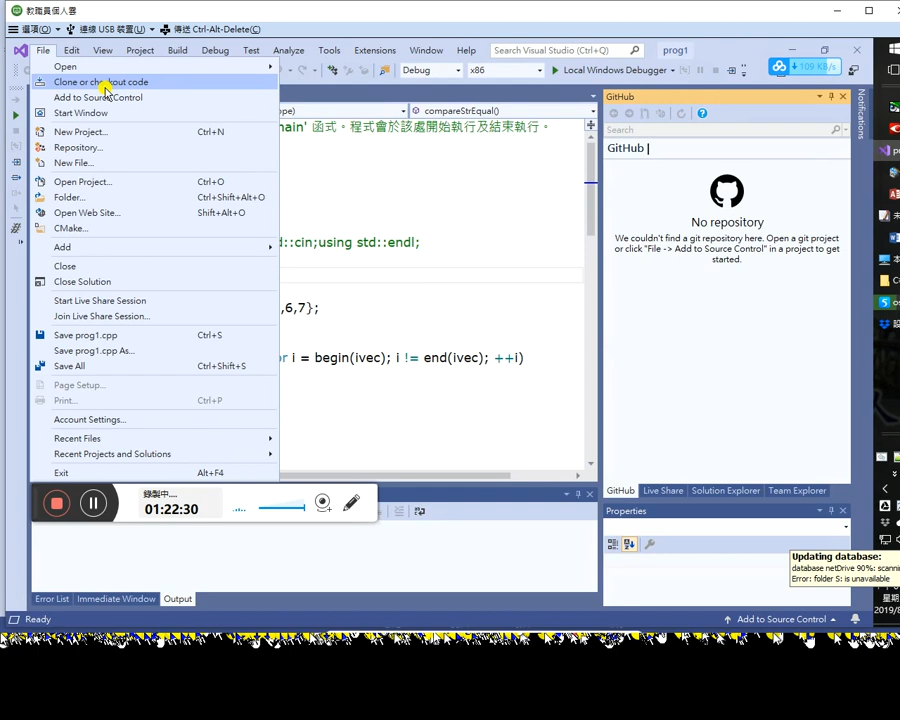 教職員個人雲
選項(O) 連線 USB 裝置(U) 傳送 Ctrl-Alt-Delete(C)
File Edit View Project Build Debug Test Analyze Tools Extensions Window Help Search Visual Studio (Ctrl+Q) prog1
Debug x86 Local Windows Debugger
109 KB/s
Open
Clone or checkout code
Add to Source Control
Start Window
New Project... Ctrl+N
Repository...
New File...
Open Project... Ctrl+O
Folder... Ctrl+Shift+Alt+O
Open Web Site... Shift+Alt+O
CMake...
Add
Close
Close Solution
Start Live Share Session
Join Live Share Session...
Save prog1.cpp Ctrl+S
Save prog1.cpp As...
Save All Ctrl+Shift+S
Page Setup...
Print... Ctrl+P
Account Settings...
Recent Files
Recent Projects and Solutions
Exit Alt+F4
compareStrEqual()
' 函式。程式會於該處開始執行及結束執行。
d::cin;using std::endl;
,6,7};
r i = begin(ivec); i != end(ivec); ++i)
GitHub
Search
GitHub
No repository
We couldn't find a git repository here. Open a git project
or click "File -> Add to Source Control" in a project to get
started.
Notifications
GitHub Live Share Solution Explorer Team Explorer
Properties
錄製中....
01:22:30
Updating database:
database netDrive 90%: scanni
Error: folder S: is unavailable
星期
2019/8
Error List Immediate Window Output
Ready Add to Source Control